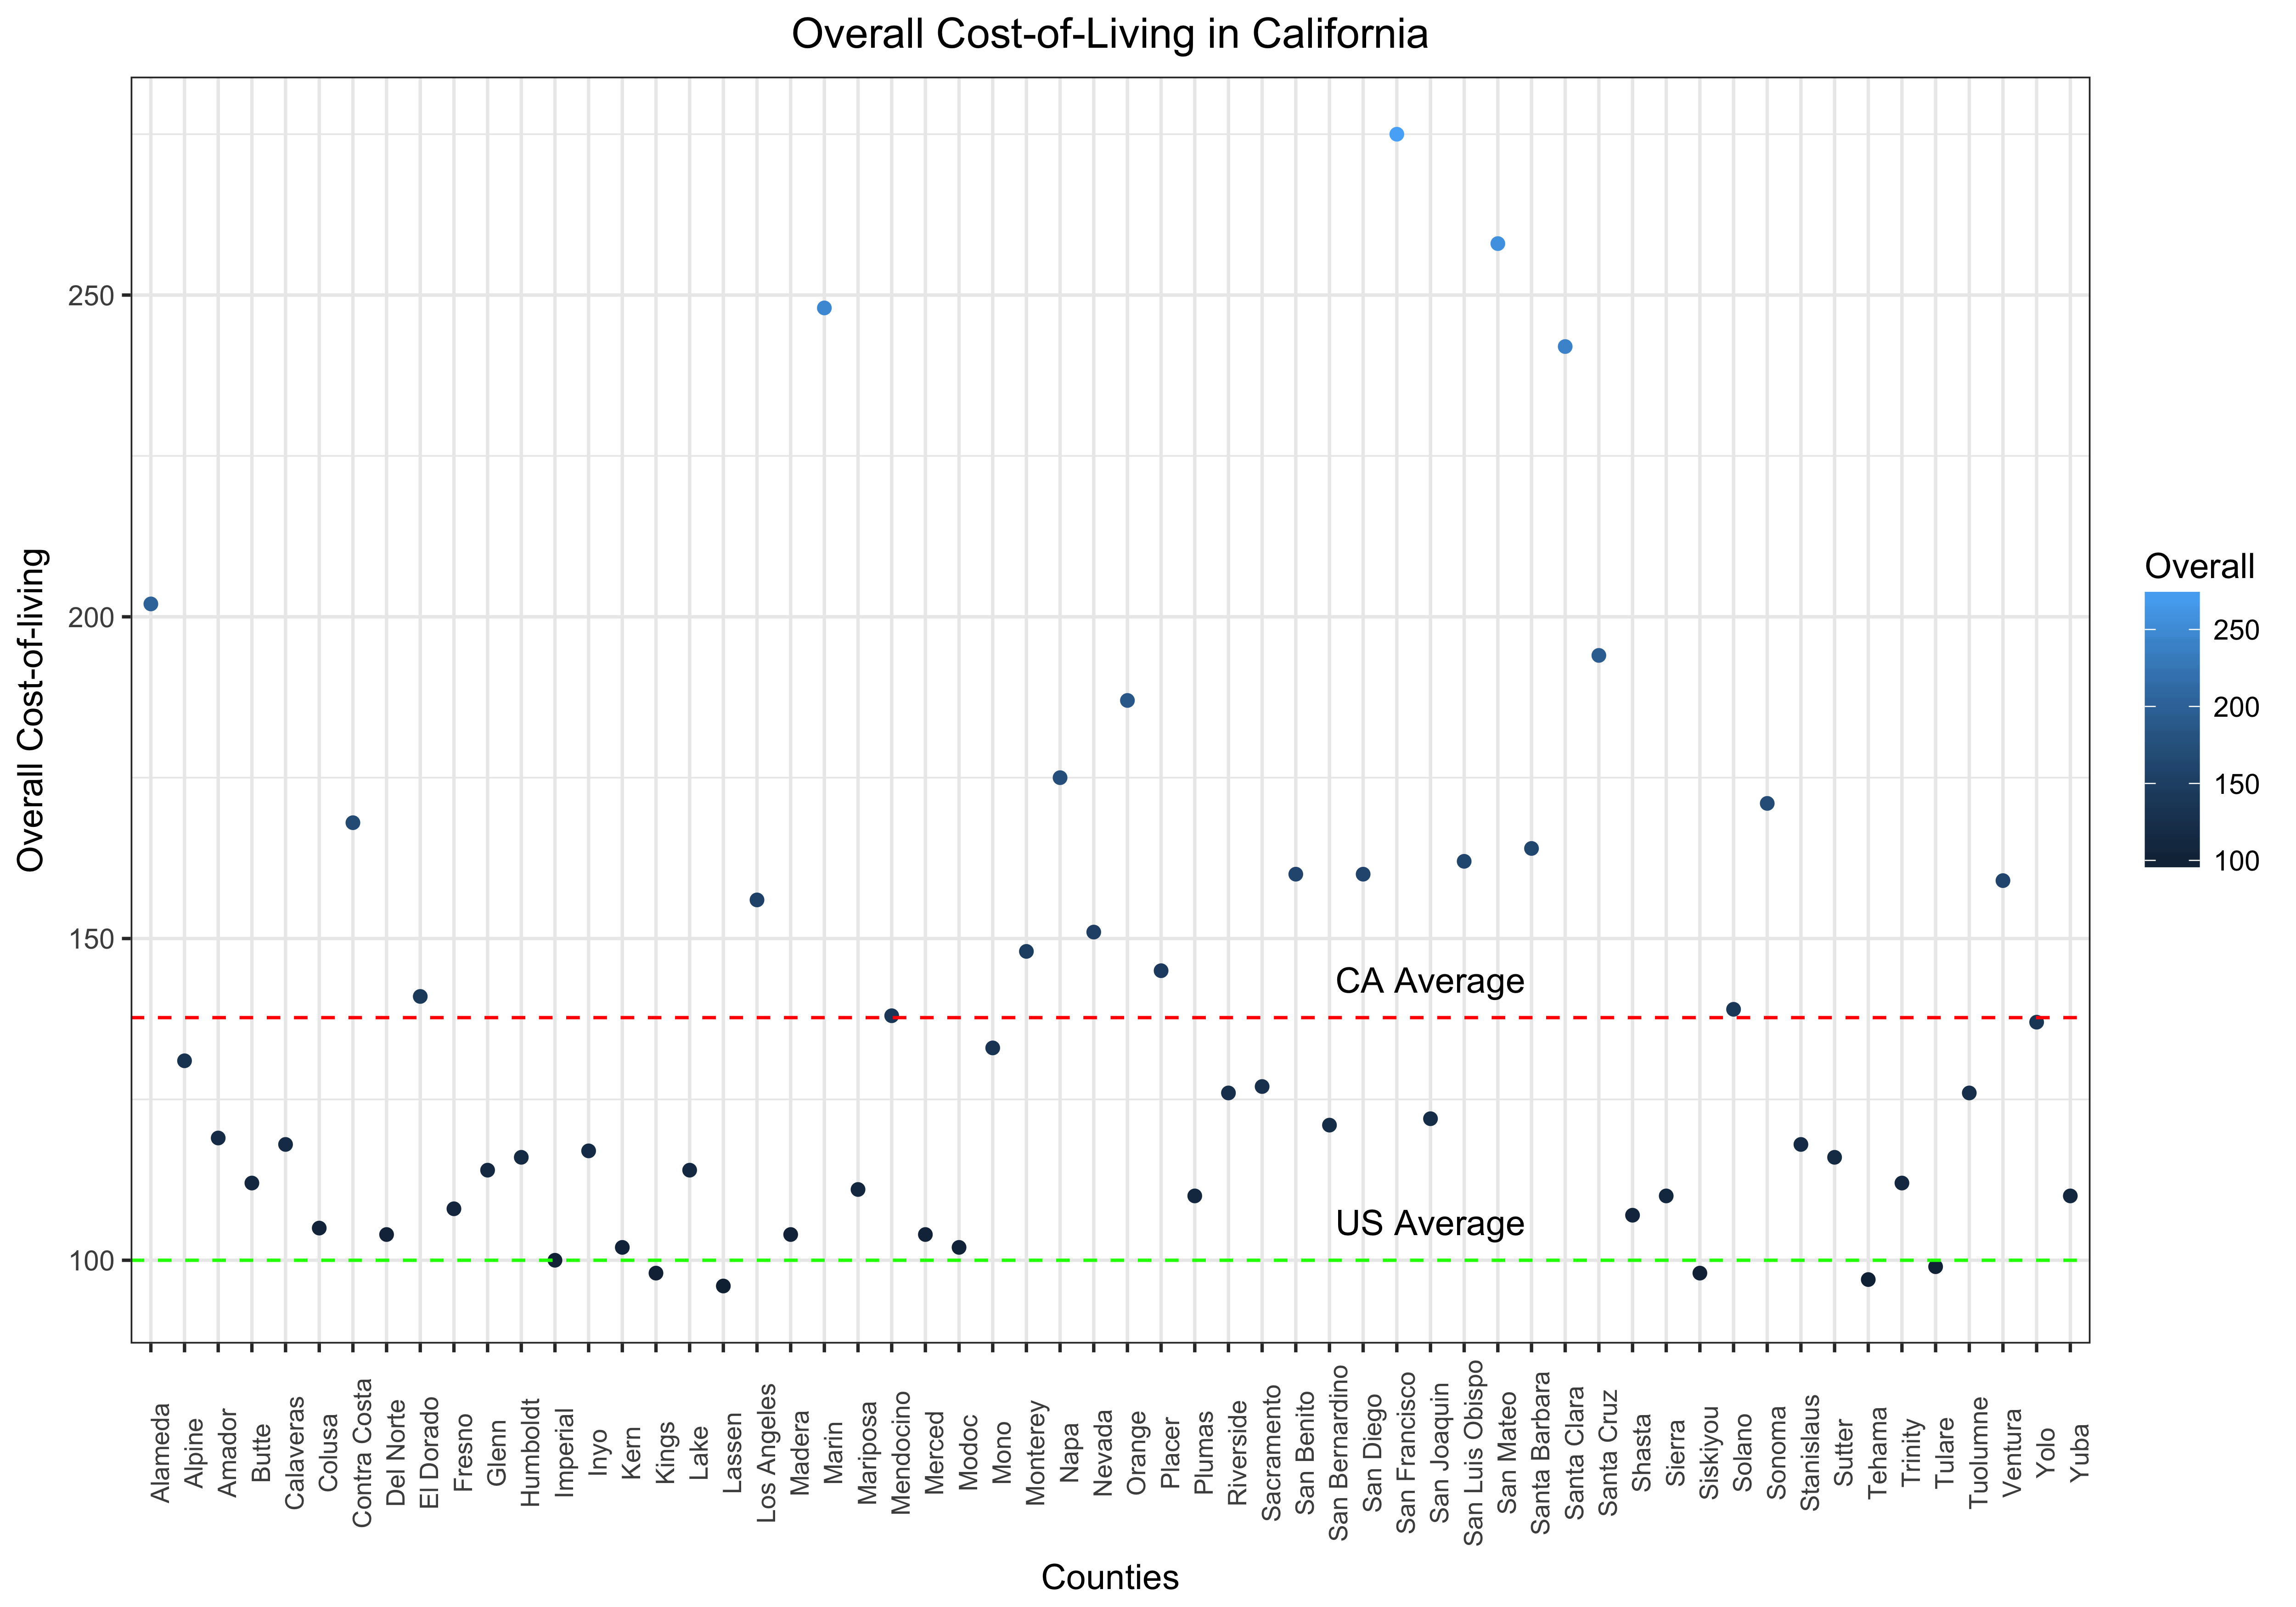 Overall Cost-of-Living in California
Overall Cost-of-living
250
200
150
100
CA Average
US Average
Alameda
Alpine
Amador
Butte
Calaveras
Colusa
Contra Costa
Del Norte
El Dorado
Fresno
Glenn
Humboldt
Imperial
Inyo
Kern
Kings
Lake
Lassen
Los Angeles
Madera
Marin
Mariposa
Mendocino
Merced
Modoc
Mono
Monterey
Napa
Nevada
Orange
Placer
Plumas
Riverside
Sacramento
San Benito
San Bernardino
San Diego
San Francisco
San Joaquin
San Luis Obispo
San Mateo
Santa Barbara
Santa Clara
Santa Cruz
Shasta
Sierra
Siskiyou
Solano
Sonoma
Stanislaus
Sutter
Tehama
Trinity
Tulare
Tuolumne
Ventura
Yolo
Yuba
Counties
Overall
250
200
150
100